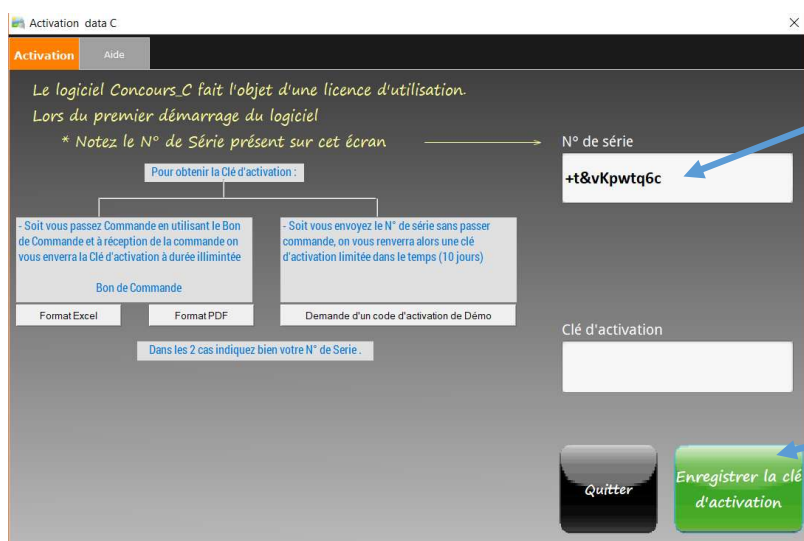 Activation data C
Activation Aide
Le logiciel Concours_C fait l'objet d'une licence d'utilisation.
Lors du premier démarrage du logiciel
* Notez le N° de Série présent sur cet écran
N° de série
+t&vKpwtq6c
Pour obtenir la Clé d'activation :
- Soit vous passez Commande en utilisant le Bon
de Commande et à réception de la commande on
vous enverra la Clé d'activation à durée illimintée
Bon de Commande
Format Excel
Format PDF
- Soit vous envoyez le N° de série sans passer
commande, on vous renverra alors une clé
d'activation limitée dans le temps (10 jours)
Demande d'un code d'activation de Démo
Dans les 2 cas indiquez bien votre N° de Serie .
Clé d'activation
Quitter
Enregistrer la clé
d'activation